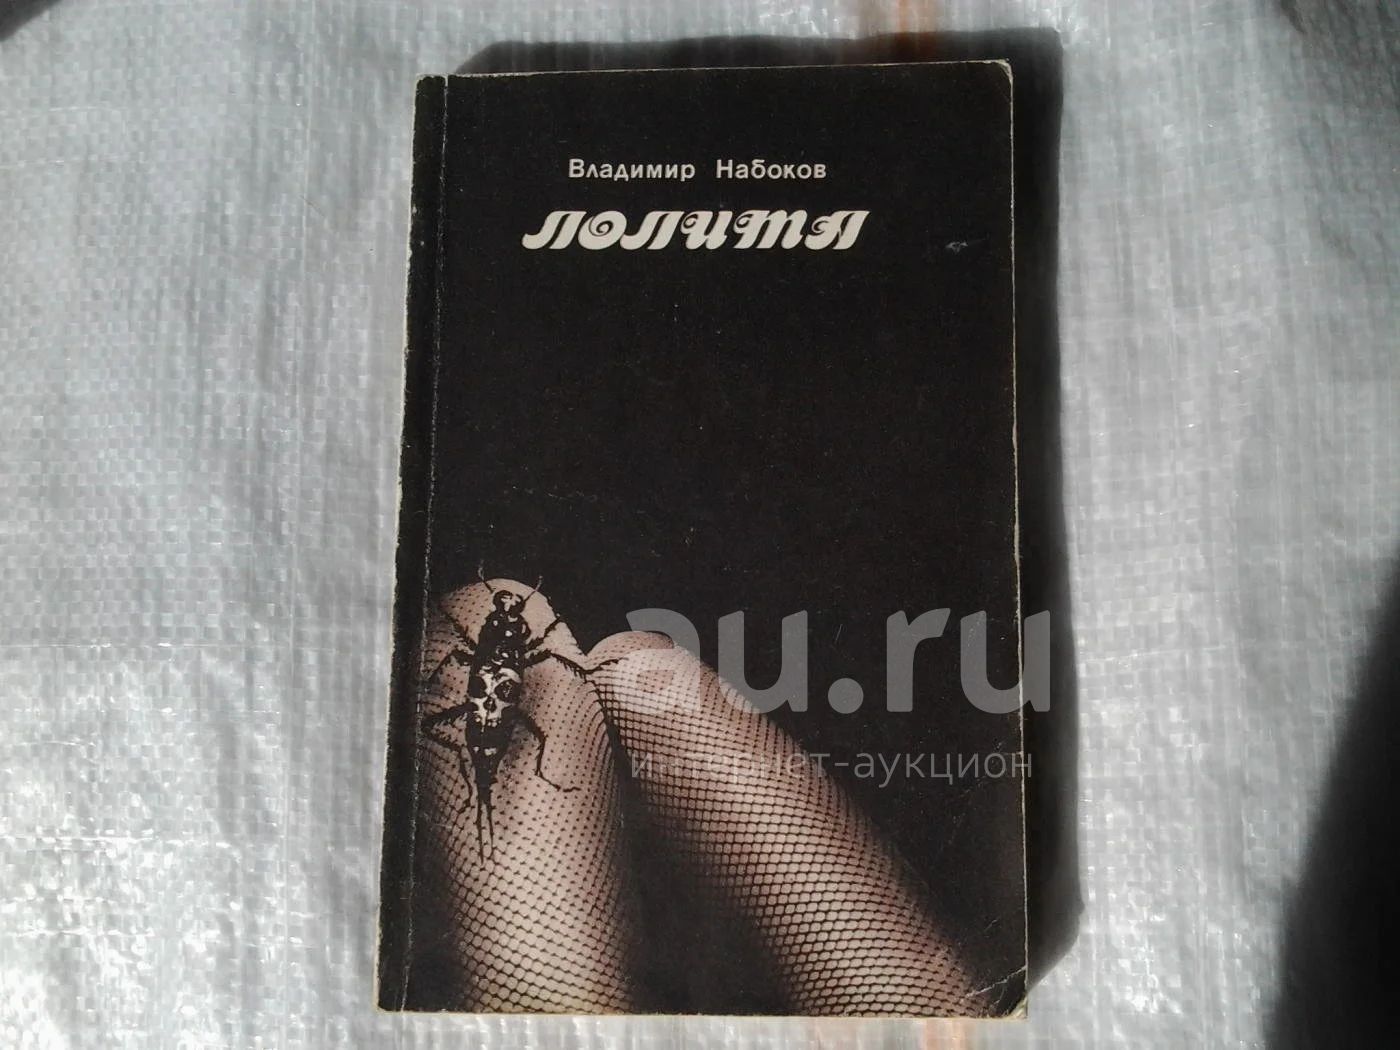 Владимир Набоков
ЛОЛИТА
au.ru
интернет-аукцион